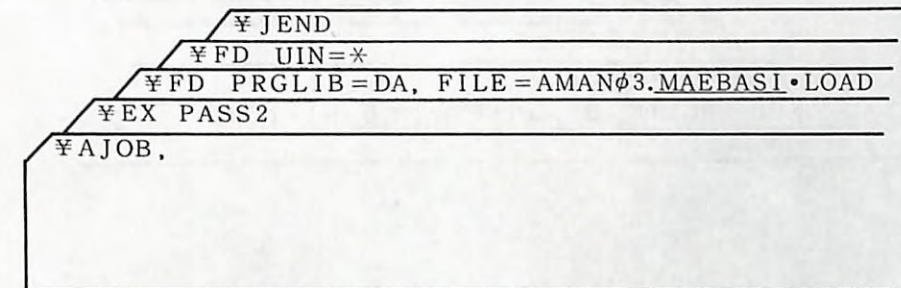 ¥ JEND
¥ FD UIN=*
¥ FD PRGLIB=DA, FILE=AMANφ3.MAEBASI•LOAD
¥ EX PASS2
¥ AJOB,